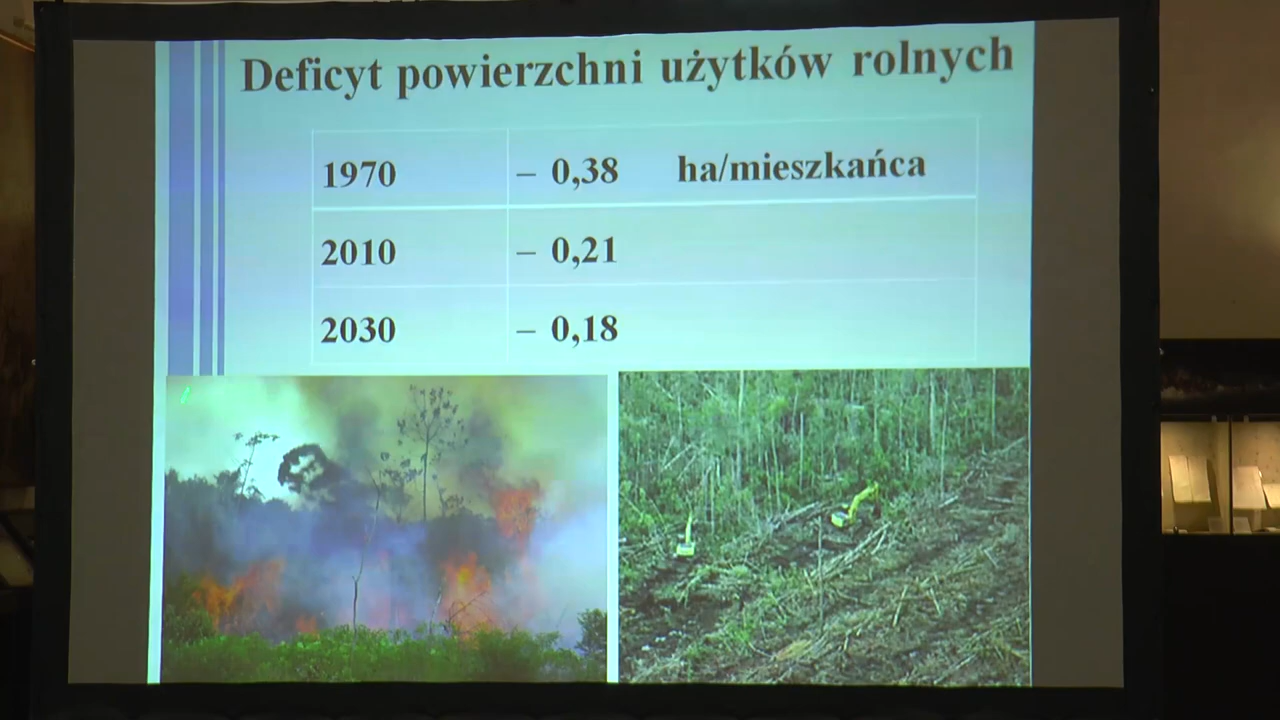 Deficyt powierzchni użytków rolnych
1970 – 0,38 ha/mieszkańca
2010 – 0,21
2030 – 0,18